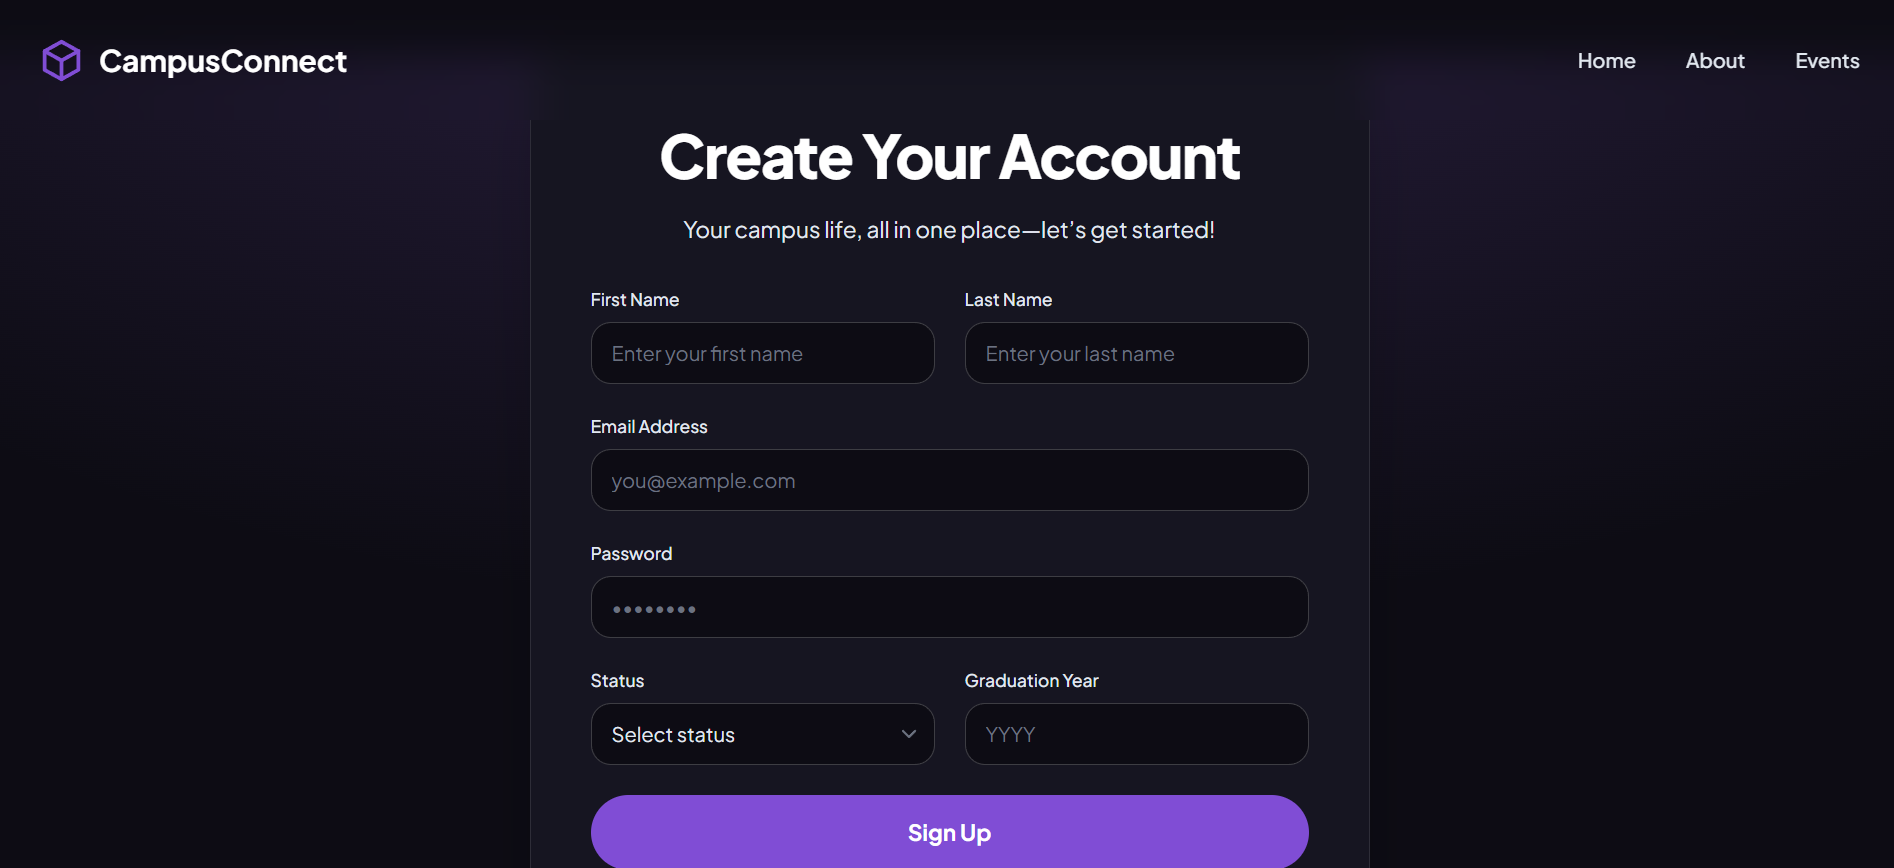 CampusConnect
Home
About
Events
Create Your Account
Your campus life, all in one place—let’s get started!
First Name
Last Name
Enter your first name
Enter your last name
Email Address
you@example.com
Password
••••••••
Status
Graduation Year
Select status
YYYY
Sign Up